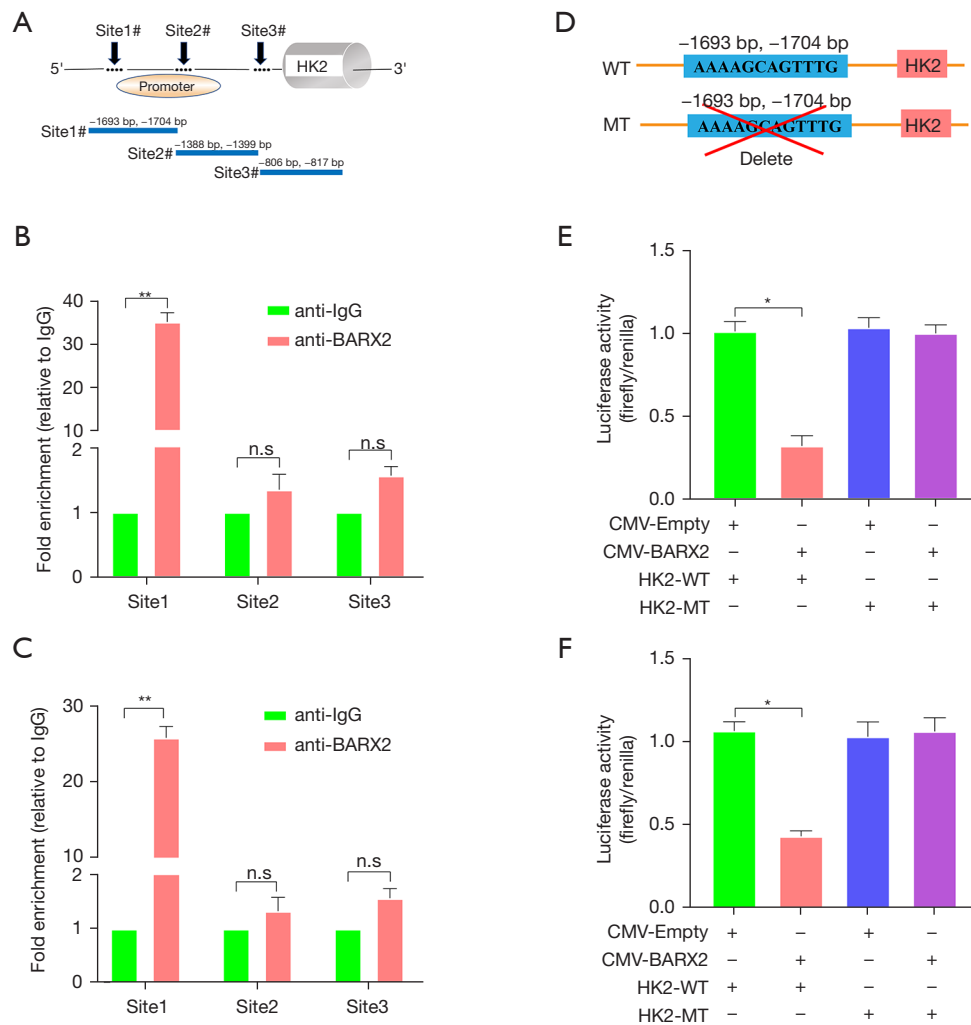 A
Site1# Site2# Site3#
5' HK2 3'
Promoter
Site1# −1693 bp, −1704 bp
Site2# −1388 bp, −1399 bp
Site3# −806 bp, −817 bp
B
Fold enrichment (relative to IgG)
40
30
20
10
2
1
0
** n.s n.s
anti-IgG
anti-BARX2
Site1 Site2 Site3
C
Fold enrichment (relative to IgG)
30
20
10
2
1
0
** n.s n.s
anti-IgG
anti-BARX2
Site1 Site2 Site3
D
−1693 bp, −1704 bp
WT AAAAGCAGTTTG HK2
−1693 bp, −1704 bp
MT AAAAGCAGTTTG HK2
Delete
E
Luciferase activity
(firefly/renilla)
1.5
1.0
0.5
0.0
*
CMV-Empty + − + −
CMV-BARX2 − + − +
HK2-WT + + − −
HK2-MT − − + +
F
Luciferase activity
(firefly/renilla)
1.5
1.0
0.5
0.0
*
CMV-Empty + − + −
CMV-BARX2 − + − +
HK2-WT + + − −
HK2-MT − − + +